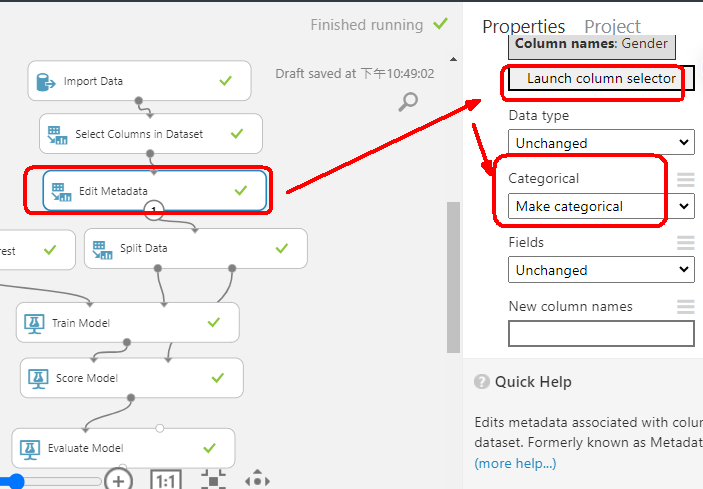 Finished running
Properties Project
Column names: Gender
Import Data
Draft saved at 下午10:49:02
Launch column selector
Select Columns in Dataset
Data type
Unchanged
Edit Metadata
Categorical
Make categorical
1
rest
Split Data
Fields
Unchanged
New column names
Train Model
Score Model
Quick Help
Evaluate Model
Edits metadata associated with colu
dataset. Formerly known as Metadat
(more help...)
1:1